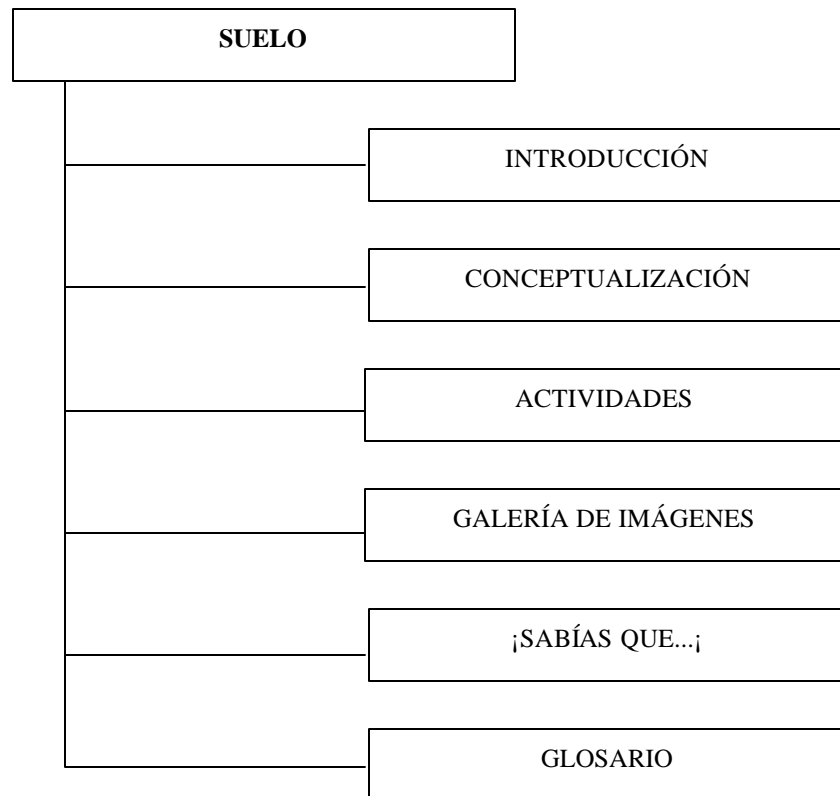 SUELO
INTRODUCCIÓN
CONCEPTUALIZACIÓN
ACTIVIDADES
GALERÍA DE IMÁGENES
¡SABÍAS QUE...¡
GLOSARIO